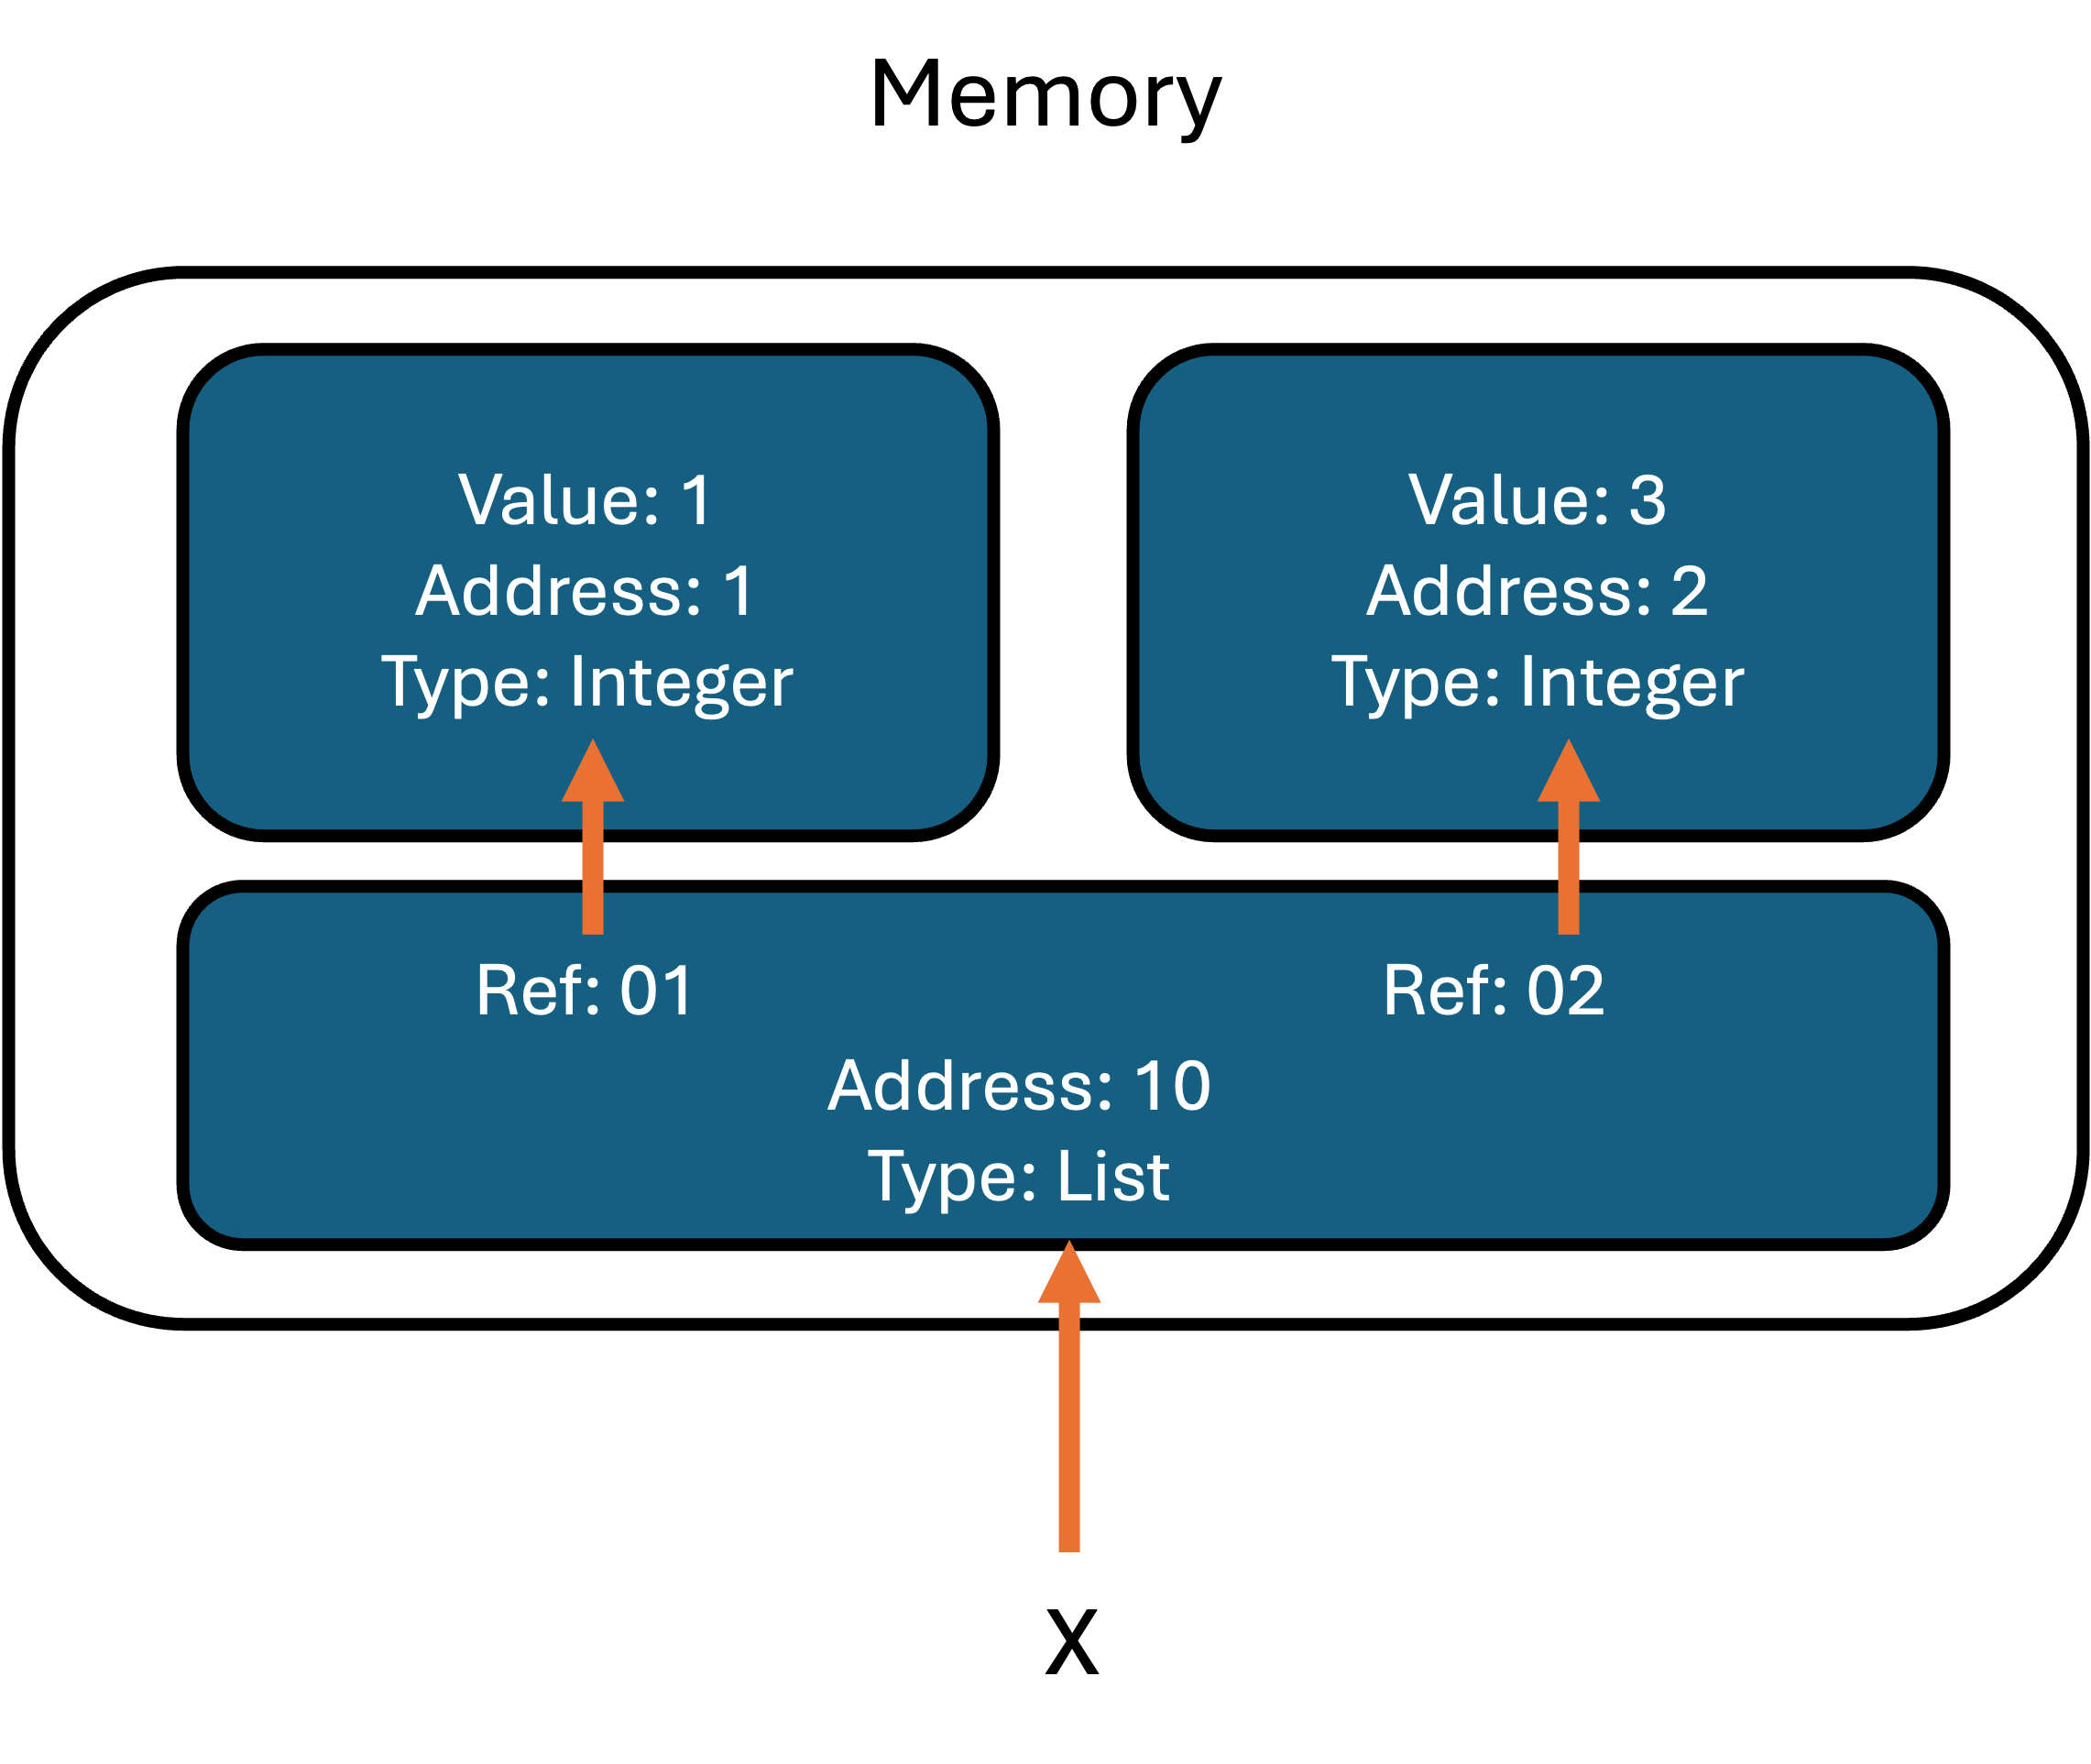 Memory
Value: 1
Address: 1
Type: Integer
Value: 3
Address: 2
Type: Integer
Ref: 01
Ref: 02
Address: 10
Type: List
X